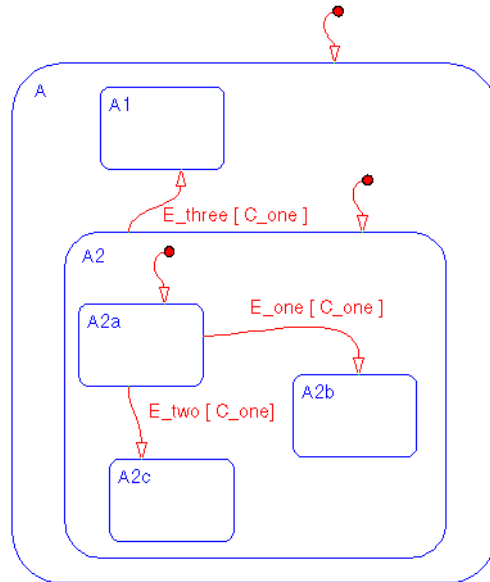 A
A1
E_three [ C_one ]
A2
A2a
E_one [ C_one ]
A2b
E_two [ C_one]
A2c